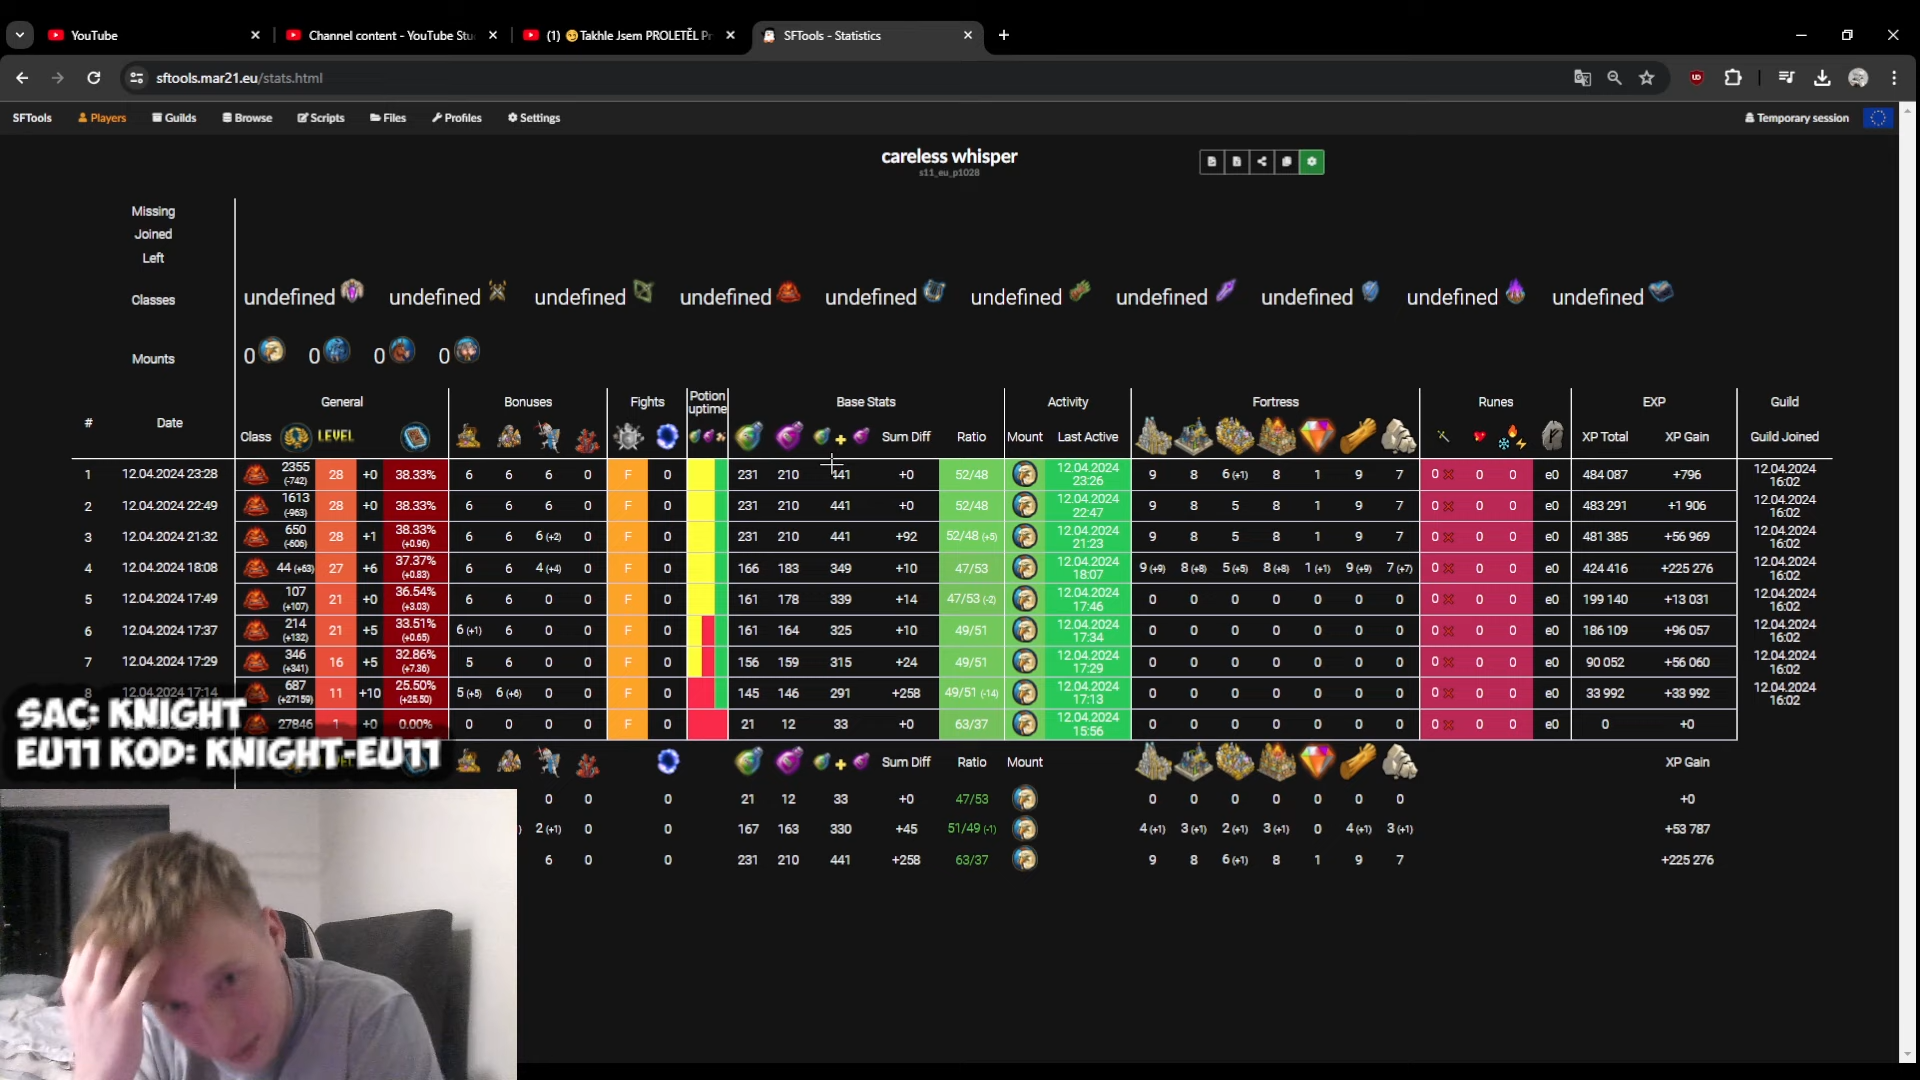 YouTube
Channel content - YouTube Stu
(1) 😏Takhle Jsem PROLETĚL P
SFTools - Statistics
sftools.mar21.eu/stats.html
SFTools Players Guilds Browse Scripts Files Profiles Settings Temporary session
careless whisper
s11_eu_p1028
Missing
Joined
Left
Classes undefined undefined undefined undefined undefined undefined undefined undefined undefined undefined
Mounts 0 0 0 0
General Bonuses Fights Potion uptime Base Stats Activity Fortress Runes EXP Guild
# Date Class LEVEL Sum Diff Ratio Mount Last Active XP Total XP Gain Guild Joined
1 12.04.2024 23:28 2355 (-742) 28 +0 38.33% 6 6 6 0 F 0 231 210 441 +0 52/48 12.04.2024 23:26 9 8 6 (+1) 8 1 9 7 0 0 0 e0 484 087 +796 12.04.2024 16:02
2 12.04.2024 22:49 1613 (-963) 28 +0 38.33% 6 6 6 0 F 0 231 210 441 +0 52/48 12.04.2024 22:47 9 8 5 8 1 9 7 0 0 0 e0 483 291 +1 906 12.04.2024 16:02
3 12.04.2024 21:32 650 (-606) 28 +1 38.33% (+0.96) 6 6 6 (+2) 0 F 0 231 210 441 +92 52/48 (+5) 12.04.2024 21:23 9 8 5 8 1 9 7 0 0 0 e0 481 385 +56 969 12.04.2024 16:02
4 12.04.2024 18:08 44 (+63) 27 +6 37.37% (+0.83) 6 6 4 (+4) 0 F 0 166 183 349 +10 47/53 12.04.2024 18:07 9 (+9) 8 (+8) 5 (+5) 8 (+8) 1 (+1) 9 (+9) 7 (+7) 0 0 0 e0 424 416 +225 276 12.04.2024 16:02
5 12.04.2024 17:49 107 (+107) 21 +0 36.54% (+3.03) 6 6 0 0 F 0 161 178 339 +14 47/53 (-2) 12.04.2024 17:46 0 0 0 0 0 0 0 0 0 0 e0 199 140 +13 031 12.04.2024 16:02
6 12.04.2024 17:37 214 (+132) 21 +5 33.51% (+0.65) 6 (+1) 6 0 0 F 0 161 164 325 +10 49/51 12.04.2024 17:34 0 0 0 0 0 0 0 0 0 0 e0 186 109 +96 057 12.04.2024 16:02
7 12.04.2024 17:29 346 (+341) 16 +5 32.86% (+7.36) 5 6 0 0 F 0 156 159 315 +24 49/51 12.04.2024 17:29 0 0 0 0 0 0 0 0 0 0 e0 90 052 +56 060 12.04.2024 16:02
8 12.04.2024 17:14 687 (+27159) 11 +10 25.50% (+25.50) 5 (+5) 6 (+6) 0 0 F 0 145 146 291 +258 49/51 (-14) 12.04.2024 17:13 0 0 0 0 0 0 0 0 0 0 e0 33 992 +33 992 12.04.2024 16:02
27846 1 +0 0.00% 0 0 0 0 F 0 21 12 33 +0 63/37 12.04.2024 15:56 0 0 0 0 0 0 0 0 0 0 e0 0 +0
SAC: KNIGHT
EU11 KOD: KNIGHT-EU11
Sum Diff Ratio Mount XP Gain
0 0 0 21 12 33 +0 47/53 0 0 0 0 0 0 0 +0
2 (+1) 0 0 167 163 330 +45 51/49 (-1) 4 (+1) 3 (+1) 2 (+1) 3 (+1) 0 4 (+1) 3 (+1) +53 787
6 0 0 231 210 441 +258 63/37 9 8 6 (+1) 8 1 9 7 +225 276